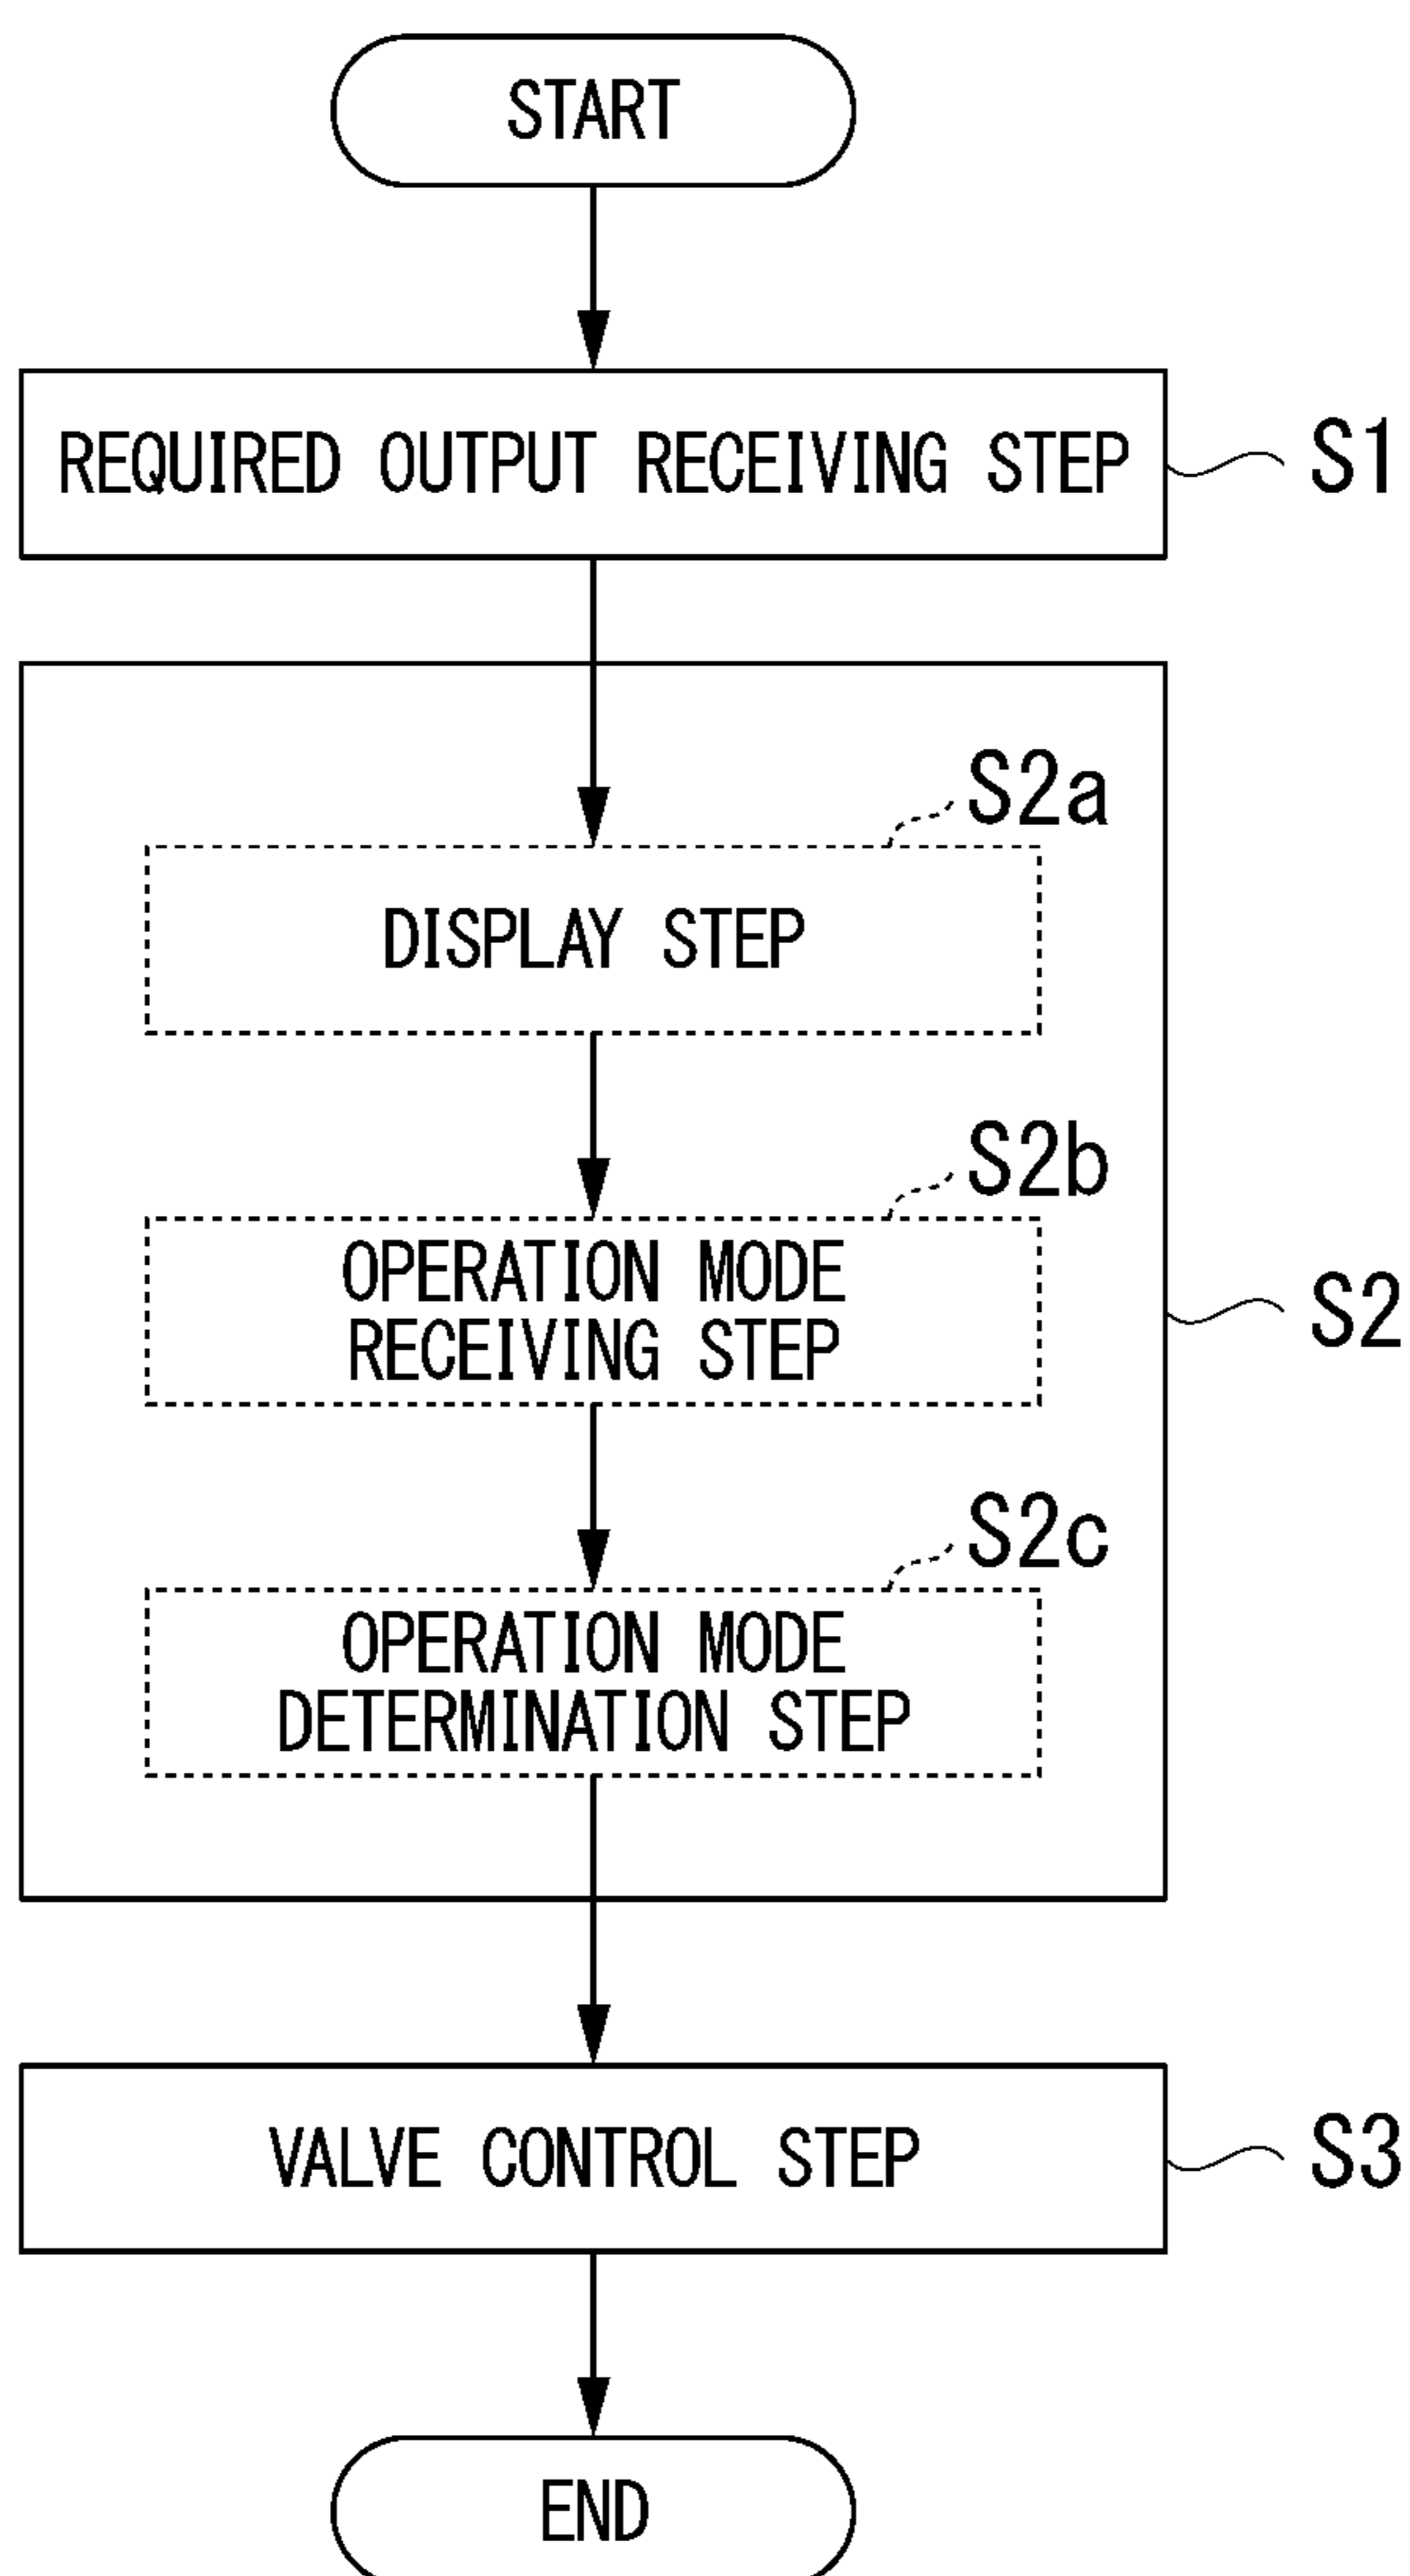 START
REQUIRED OUTPUT RECEIVING STEP
S1
S2a
DISPLAY STEP
S2b
OPERATION MODE
RECEIVING STEP
S2
S2c
OPERATION MODE
DETERMINATION STEP
VALVE CONTROL STEP
S3
END